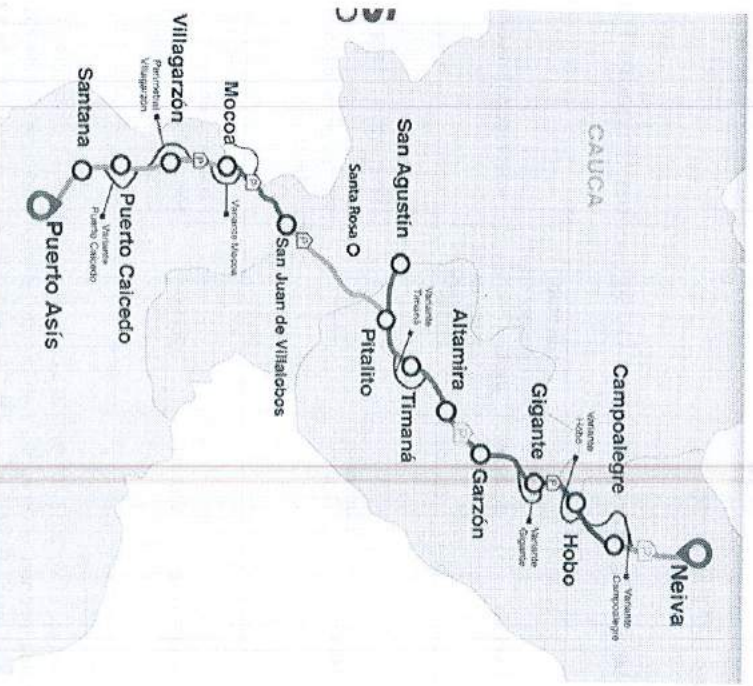 CAUCA
Neiva
Variante
Campoalegre
Campoalegre
Hobo
Variante
Hobo
Gigante
Variante
Gigante
Garzón
Altamira
Timaná
Variante
Timaná
Pitalito
San Agustín
Santa Rosa
San Juan de Villalobos
Mocoa
Variante Mocoa
Villagarzón
Perimetral
Villagarzón
Puerto Caicedo
Variante
Puerto Caicedo
Santana
Puerto Asís